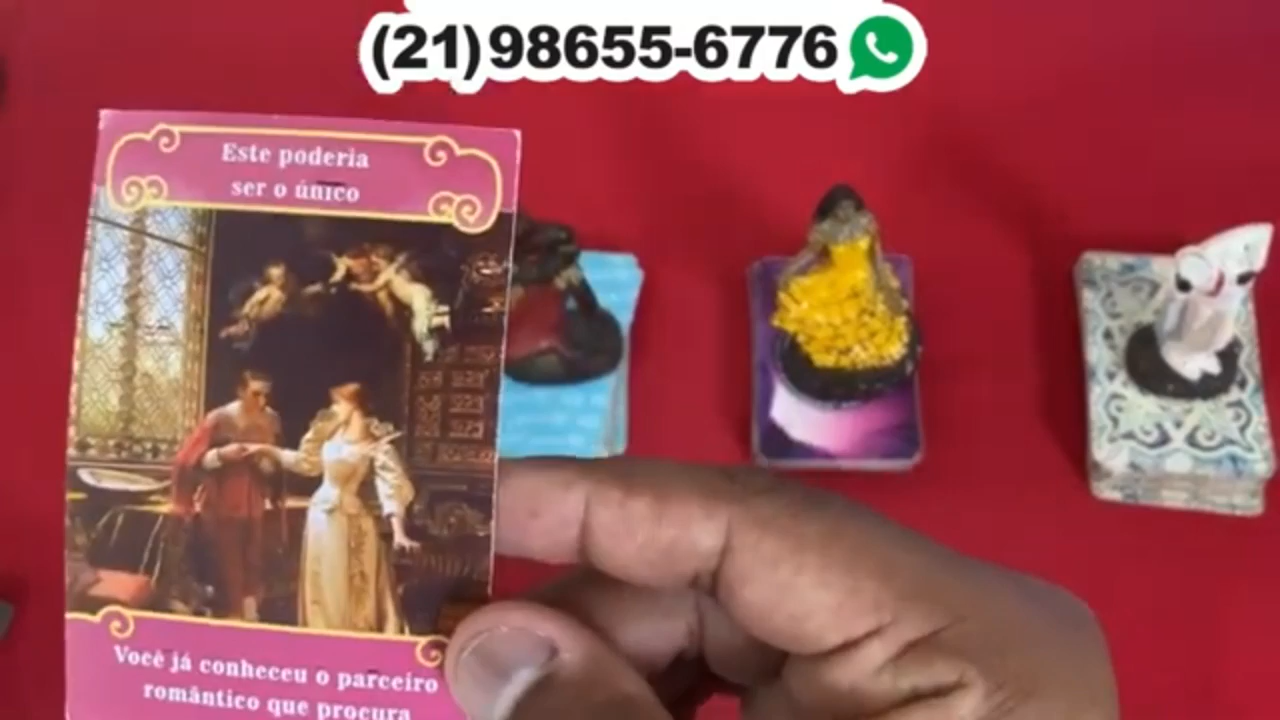 (21)98655-6776
Este poderia
ser o único
Você já conheceu o parceiro
romântico que procura